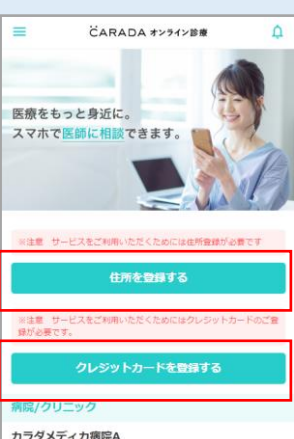 CARADA オンライン診療
医療をもっと身近に。
スマホで医師に相談できます。
※注意 サービスをご利用いただくためには住所登録が必要です
住所を登録する
※注意 サービスをご利用いただくためにはクレジットカードのご登
録が必要です。
クレジットカードを登録する
病院/クリニック
カラダメディカ病院A